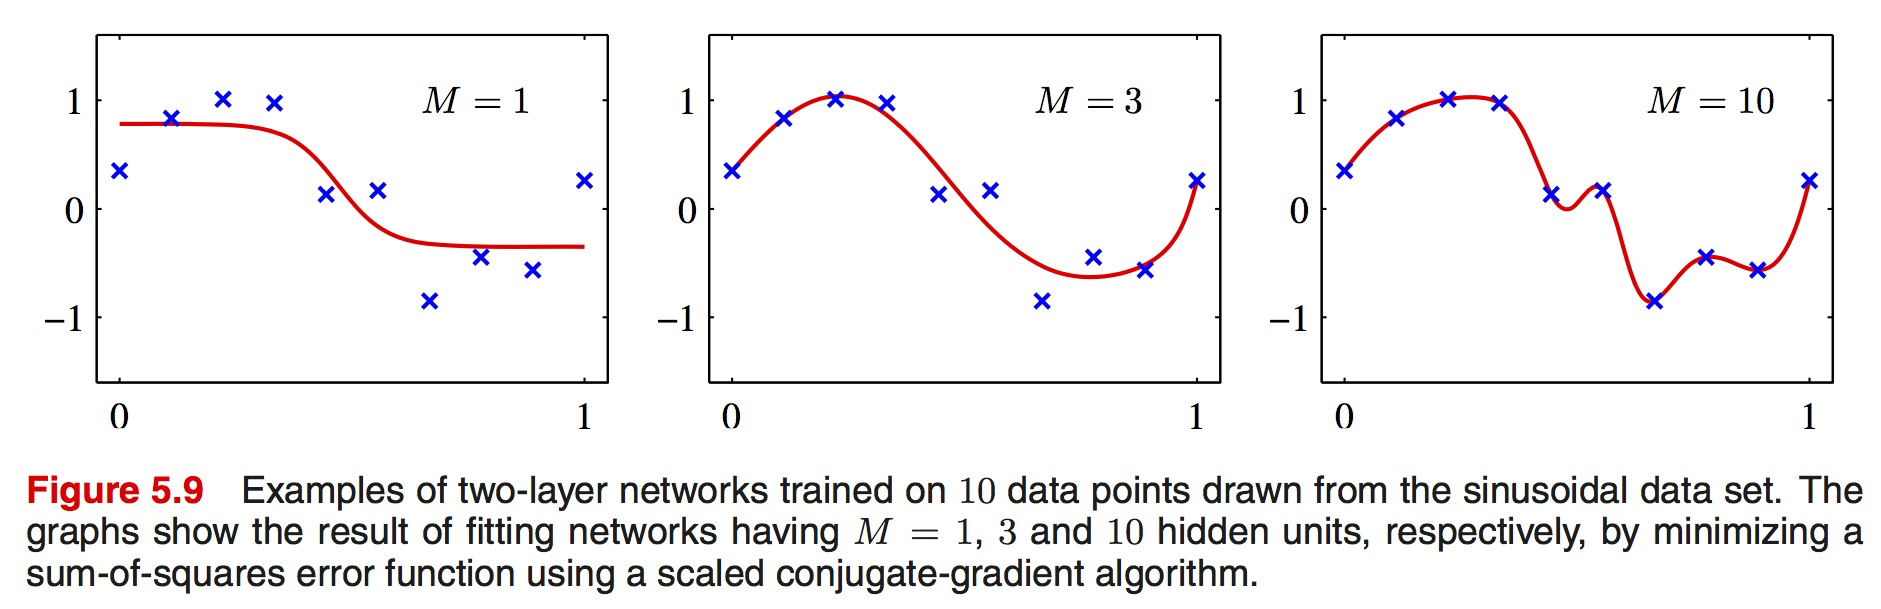 M = 1
1
0
−1
0
1
M = 3
1
0
−1
0
1
M = 10
1
0
−1
0
1
Figure 5.9 Examples of two-layer networks trained on 10 data points drawn from the sinusoidal data set. The
graphs show the result of fitting networks having M = 1, 3 and 10 hidden units, respectively, by minimizing a
sum-of-squares error function using a scaled conjugate-gradient algorithm.